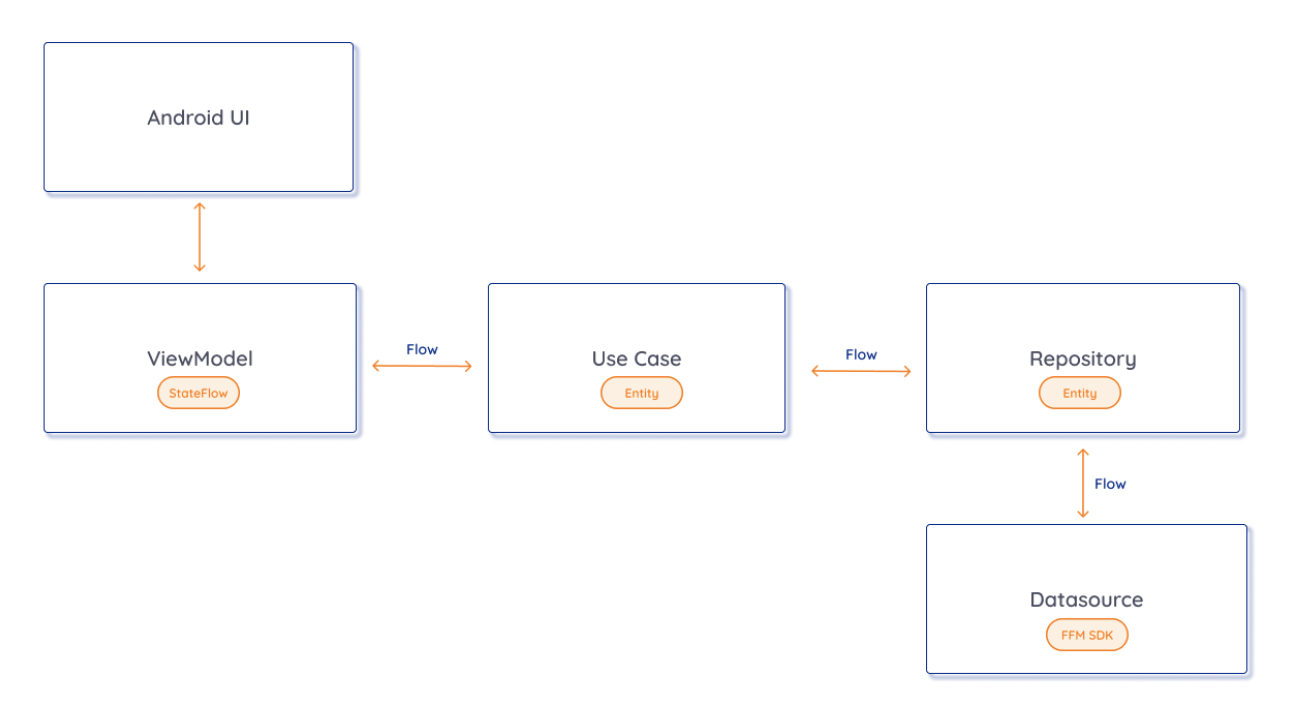 Android UI
ViewModel
StateFlow
Flow
Use Case
Entity
Flow
Repository
Entity
Flow
Datasource
FFM SDK